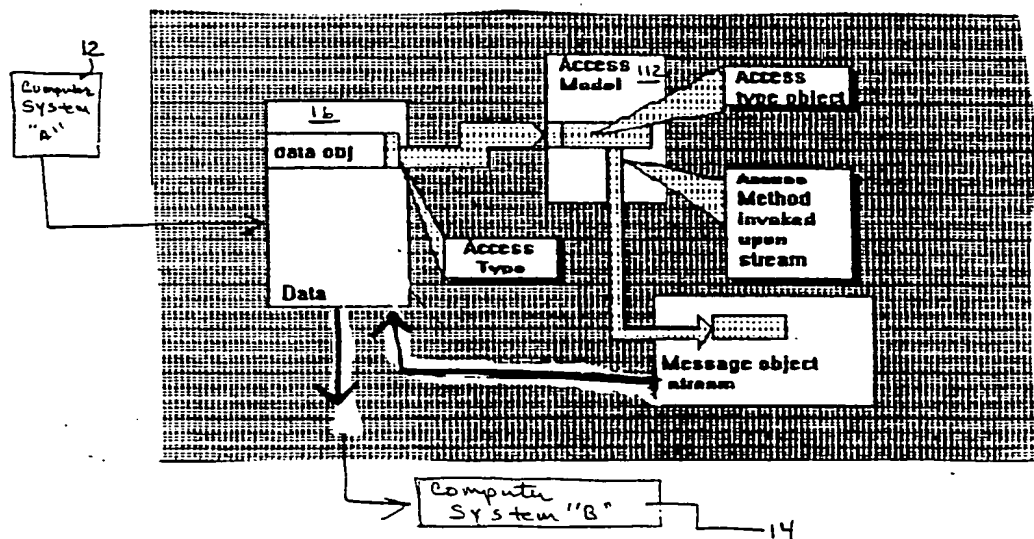 12
Computer
System
"A"
16
data obj
Data
Access
Type
Access
Model 112
Access
type object
Access
Method
invoked
upon
stream
Message object
stream
Computer
System "B"
14